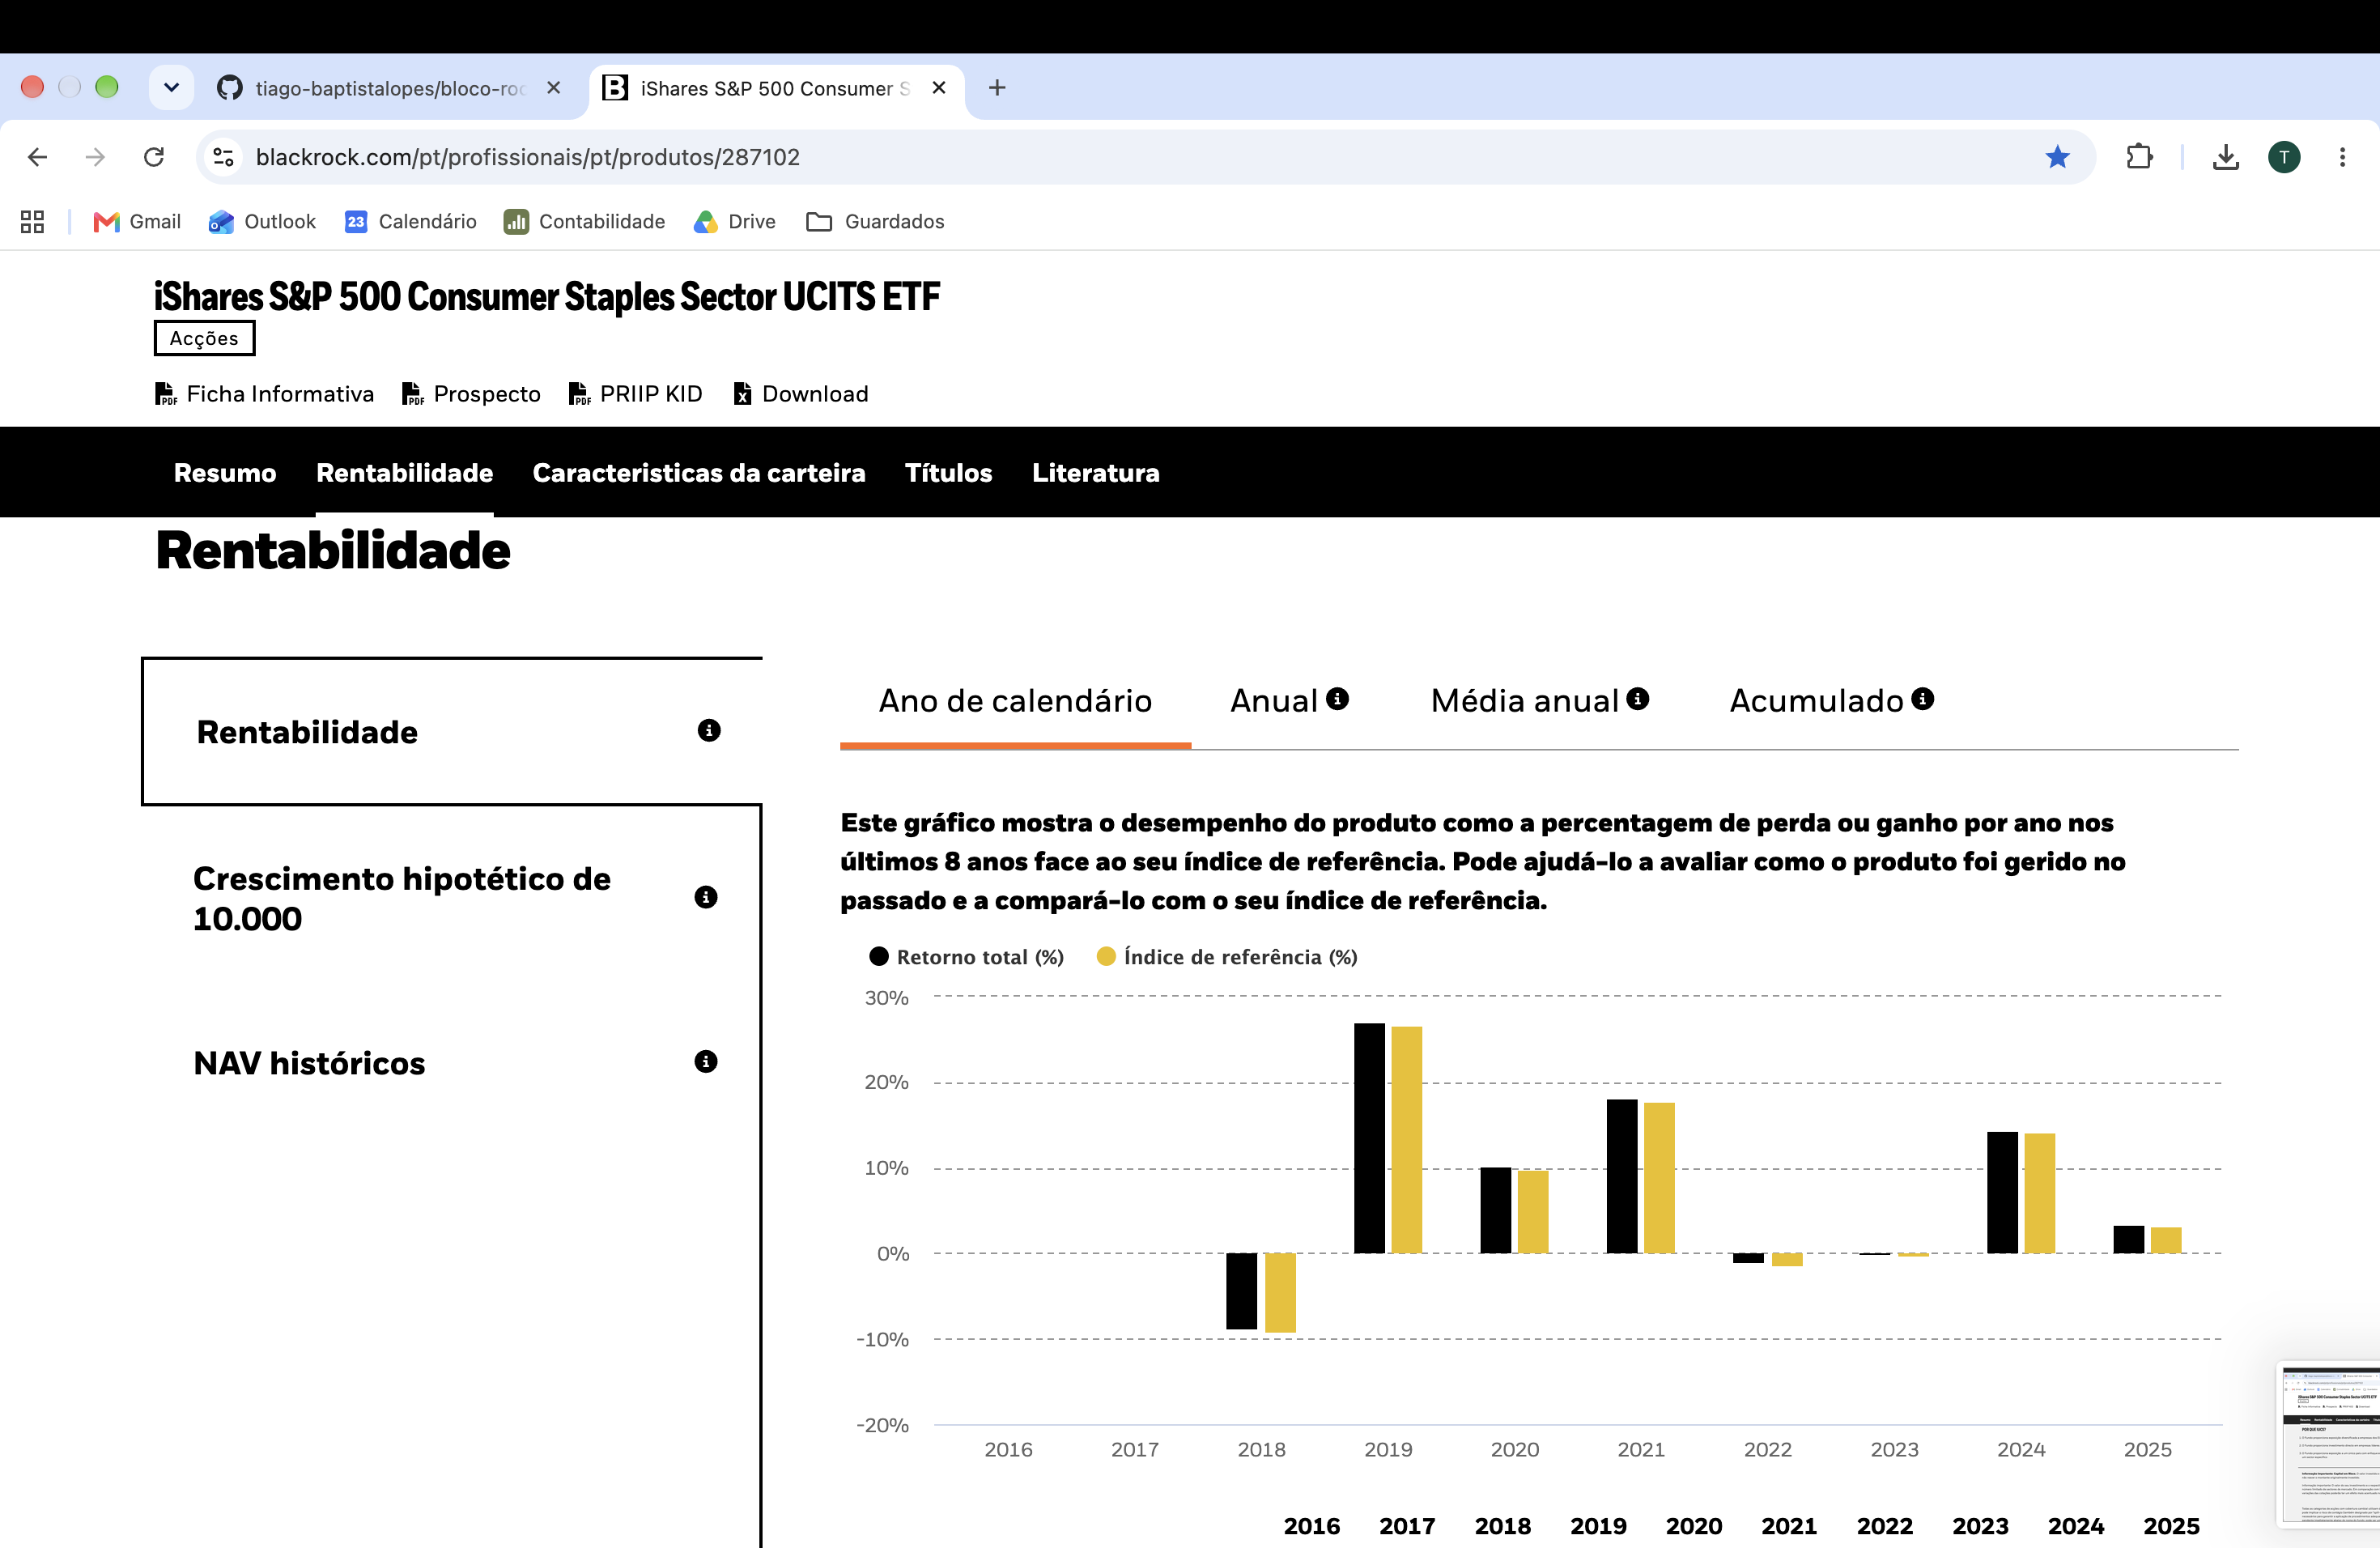 tiago-baptistalopes/bloco-roc
iShares S&P 500 Consumer S
blackrock.com/pt/profissionais/pt/produtos/287102
T
Gmail
23
Outlook
Calendário
Contabilidade
Drive
Guardados
iShares S&P 500 Consumer Staples Sector UCITS ETF
Acções
Ficha Informativa
Prospecto
PRIIP KID
Download
Resumo
Rentabilidade
Caracteristicas da carteira
Títulos
Literatura
Rentabilidade
Rentabilidade
Crescimento hipotético de
10.000
NAV históricos
Ano de calendário
Anual
Média anual
Acumulado
Este gráfico mostra o desempenho do produto como a percentagem de perda ou ganho por ano nos
últimos 8 anos face ao seu índice de referência. Pode ajudá-lo a avaliar como o produto foi gerido no
passado e a compará-lo com o seu índice de referência.
Retorno total (%)
Índice de referência (%)
30%
20%
10%
0%
-10%
-20%
2016 2017 2018 2019 2020 2021 2022 2023 2024 2025
2016 2017 2018 2019 2020 2021 2022 2023 2024 2025